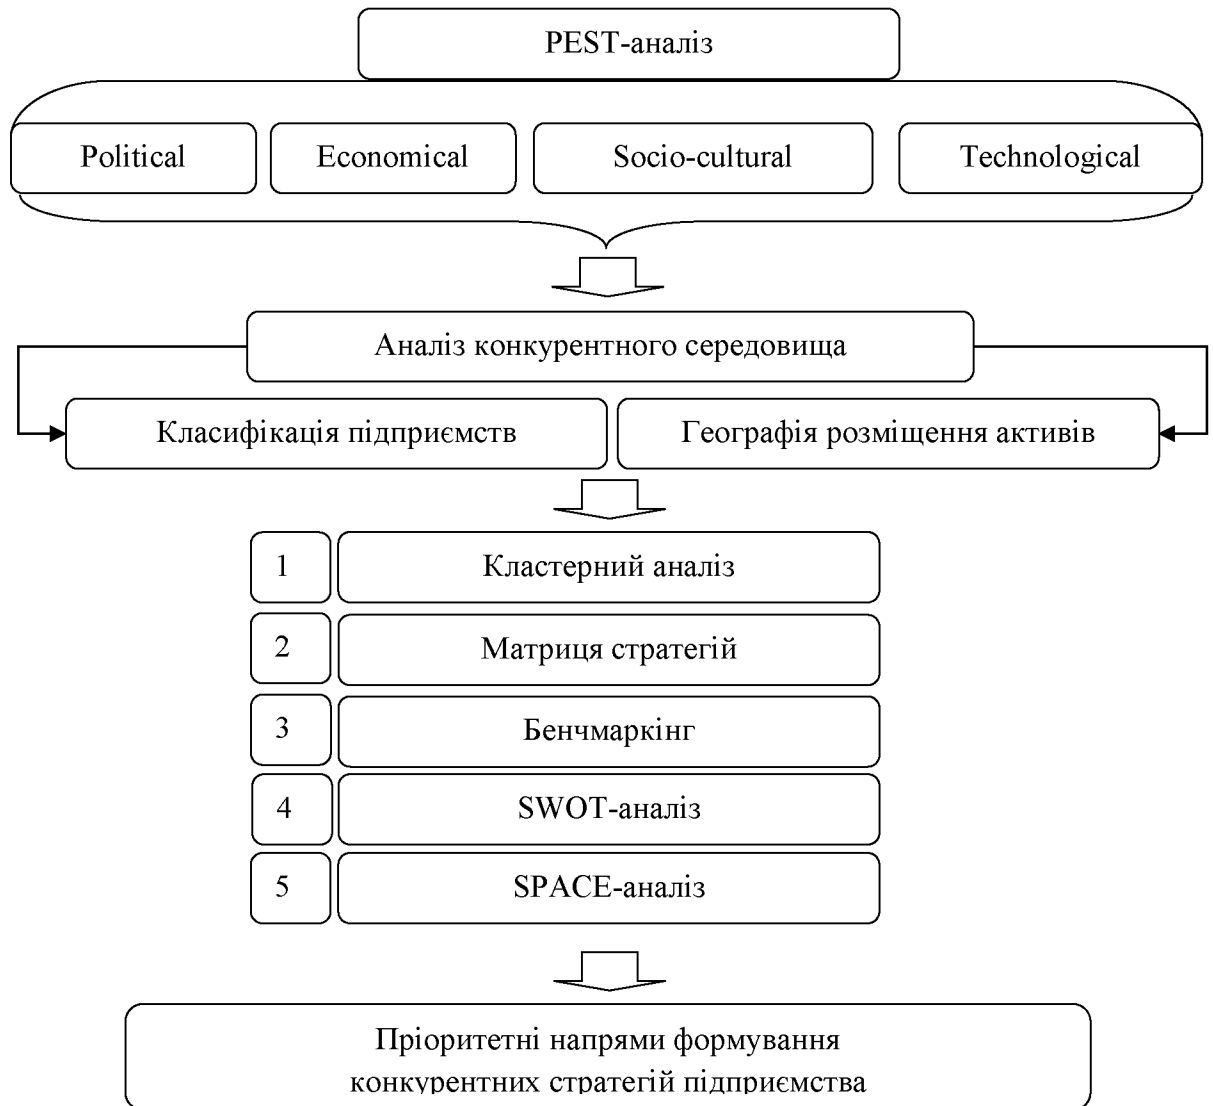 PEST-аналіз
Political
Economical
Socio-cultural
Technological
Аналіз конкурентного середовища
Класифікація підприємств
Географія розміщення активів
1
Кластерний аналіз
2
Матриця стратегій
3
Бенчмаркінг
4
SWOT-аналіз
5
SPACE-аналіз
Пріоритетні напрями формування
конкурентних стратегій підприємства